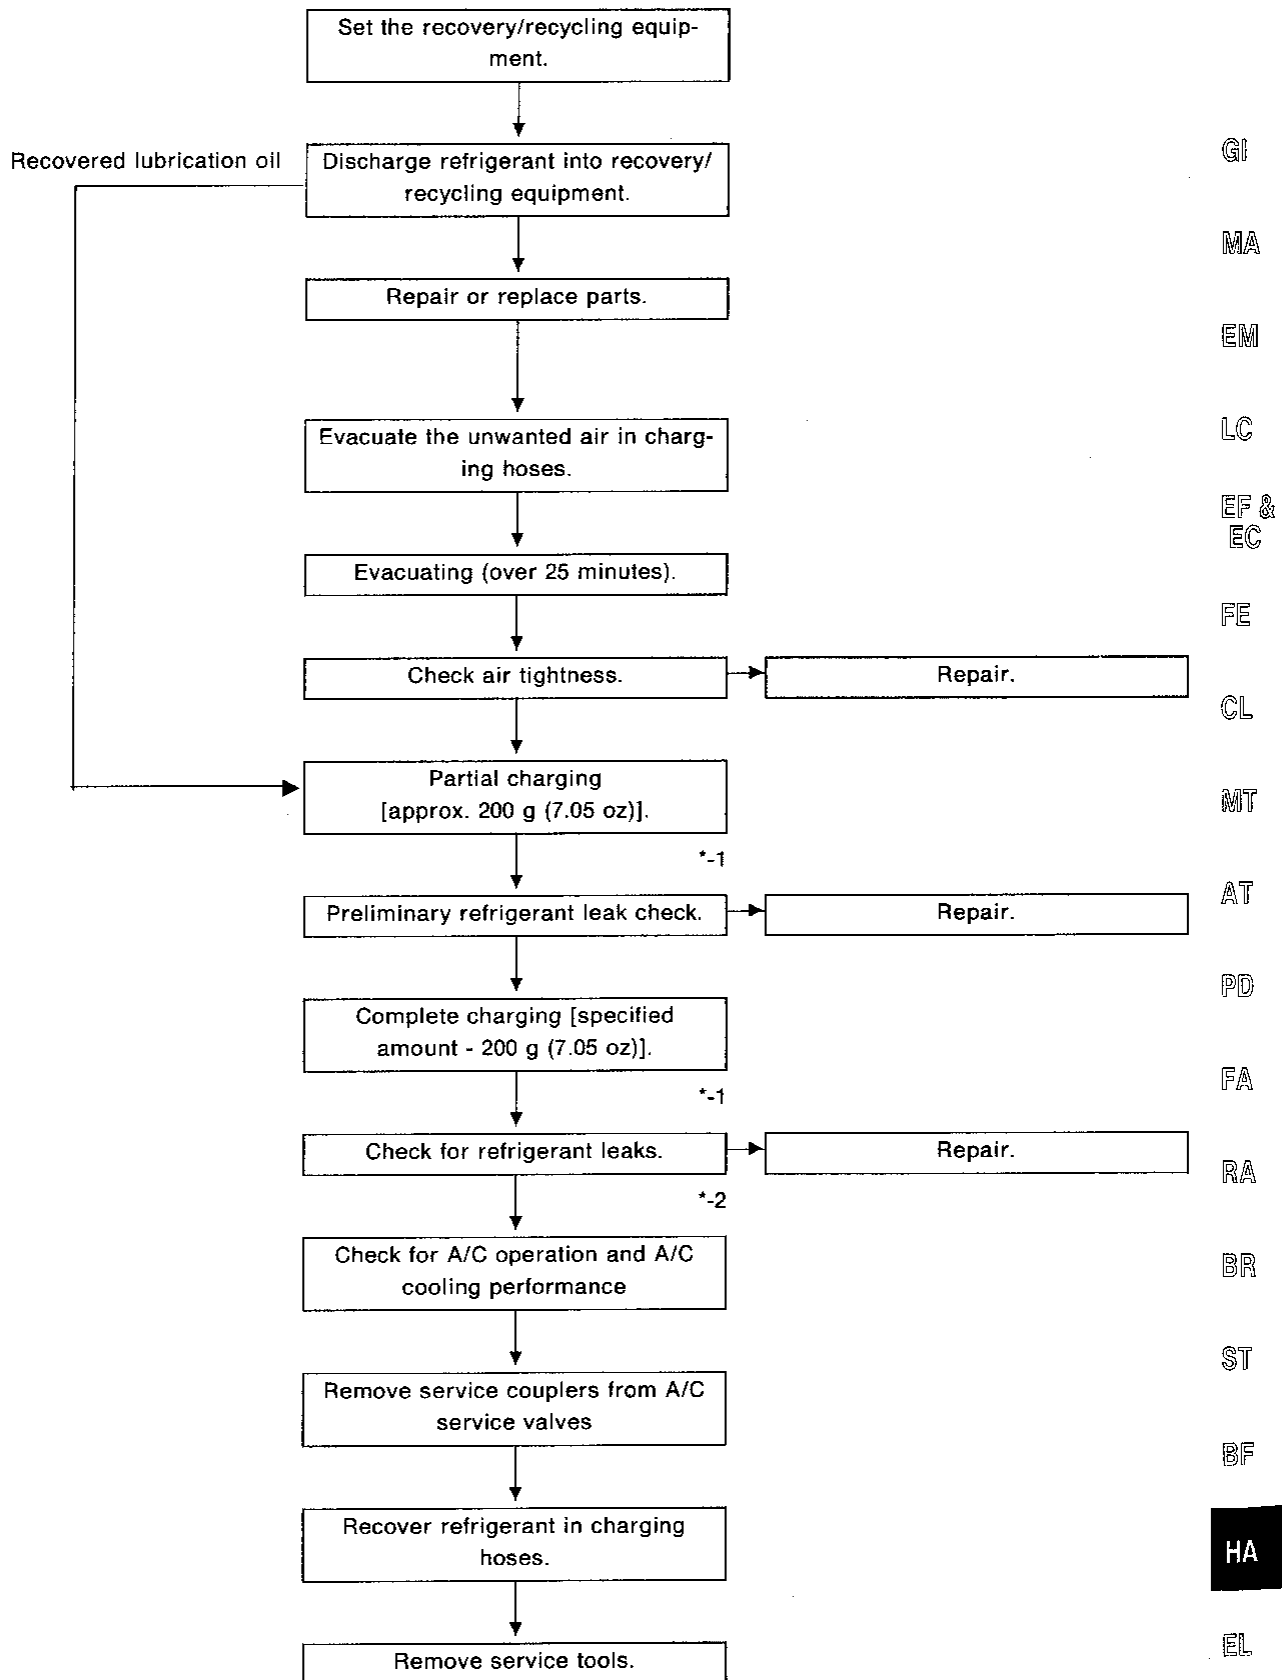 Set the recovery/recycling equip-
ment.
Recovered lubrication oil
Discharge refrigerant into recovery/
recycling equipment.
Repair or replace parts.
Evacuate the unwanted air in charg-
ing hoses.
Evacuating (over 25 minutes).
Check air tightness.
Repair.
Partial charging
[approx. 200 g (7.05 oz)].
*-1
Preliminary refrigerant leak check.
Repair.
Complete charging [specified
amount - 200 g (7.05 oz)].
*-1
Check for refrigerant leaks.
Repair.
*-2
Check for A/C operation and A/C
cooling performance
Remove service couplers from A/C
service valves
Recover refrigerant in charging
hoses.
Remove service tools.
GI
MA
EM
LC
EF &
EC
FE
CL
MT
AT
PD
FA
RA
BR
ST
BF
HA
EL